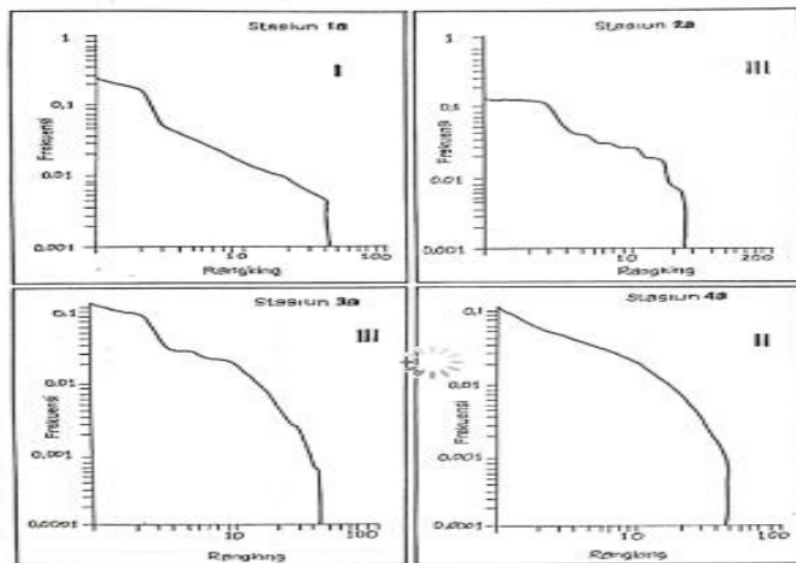 Stasiun 1a
I
1
0,1
0.01
0.001
Frekuensi
10
100
Rangking
Stasiun 2a
III
1
0,1
0.01
0.001
Frekuensi
10
200
Rangking
Stasiun 3a
III
0,1
0.01
0.001
0.0001
Frekuensi
10
100
Rangking
Stasiun 4a
II
0,1
0.01
0.001
0.0001
Frekuensi
10
100
Rangking